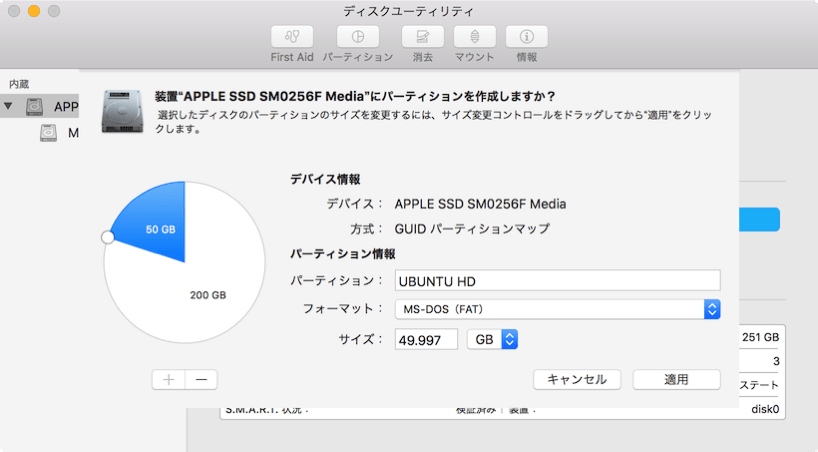 ディスクユーティリティ
First Aid パーティション 消去 マウント 情報
内蔵
APP
M
装置“APPLE SSD SM0256F Media”にパーティションを作成しますか？
選択したディスクのパーティションのサイズを変更するには、サイズ変更コントロールをドラッグしてから“適用”をクリックします。
50 GB
200 GB
デバイス情報
デバイス： APPLE SSD SM0256F Media
方式： GUID パーティションマップ
パーティション情報
パーティション： UBUNTU HD
フォーマット： MS-DOS（FAT）
サイズ： 49.997 GB
キャンセル 適用
251 GB
3
ステート
S.M.A.R.T. 状況： 検証済み 装置： disk0